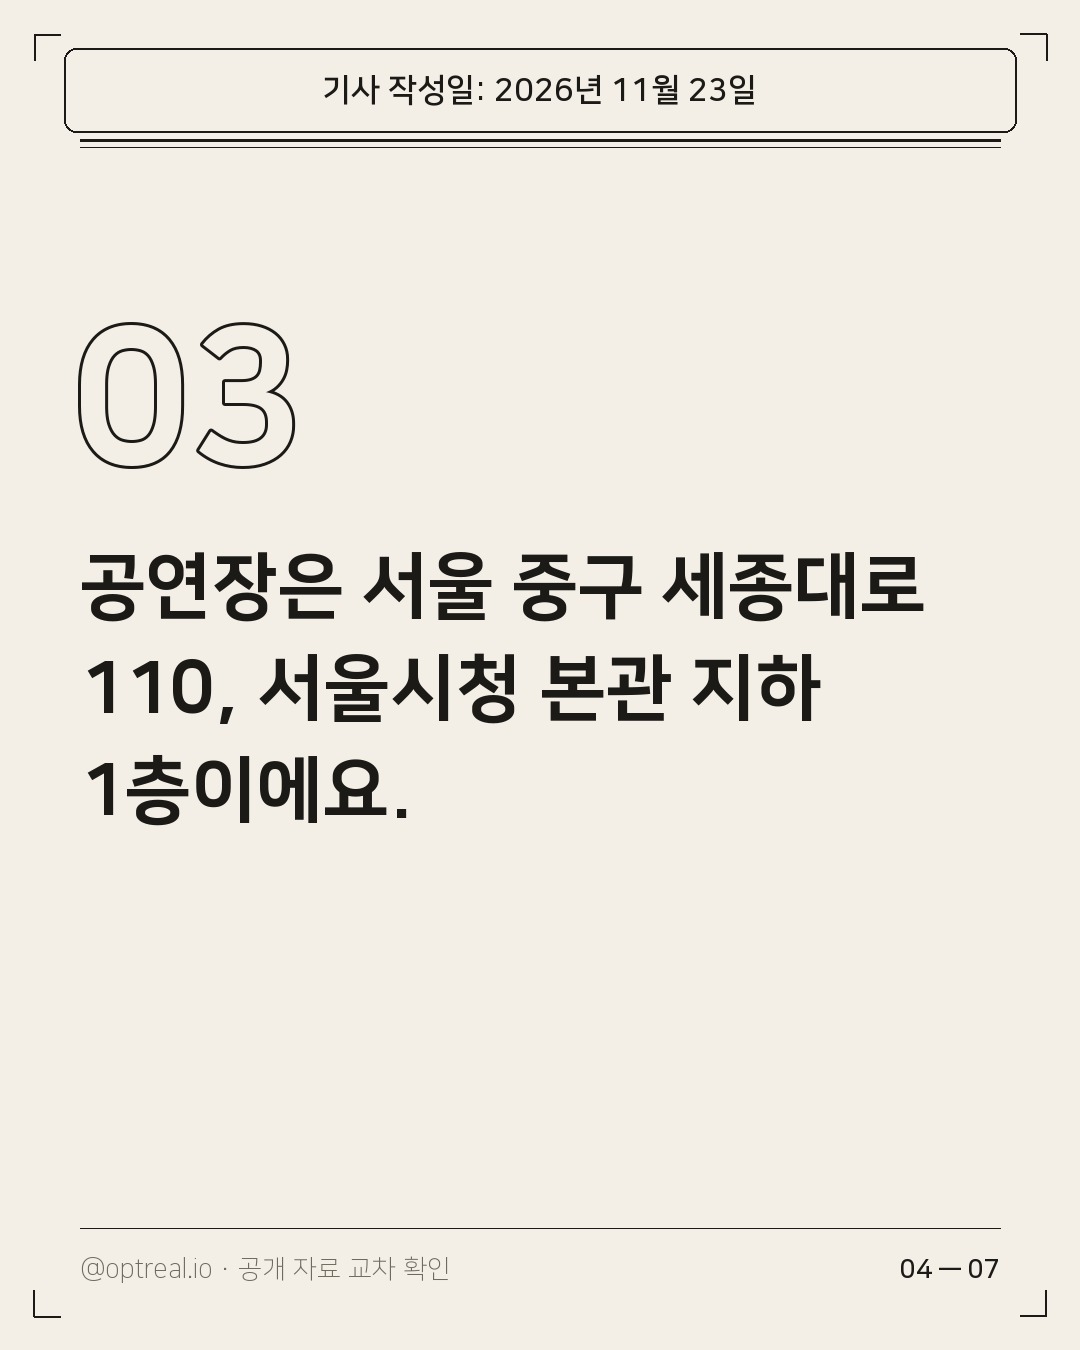 기사 작성일: 2026년 11월 23일
03
공연장은 서울 중구 세종대로
110, 서울시청 본관 지하
1층이에요.
@optreal.io · 공개 자료 교차 확인
04 — 07